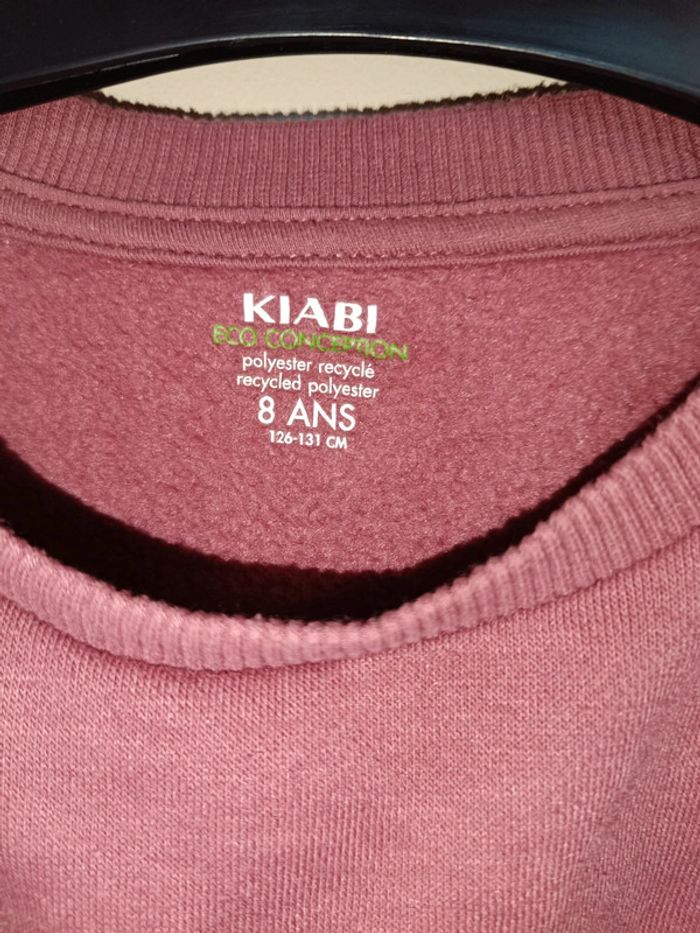 KIABI
ECO CONCEPTION
polyester recyclé
recycled polyester
8 ANS
126-131 CM